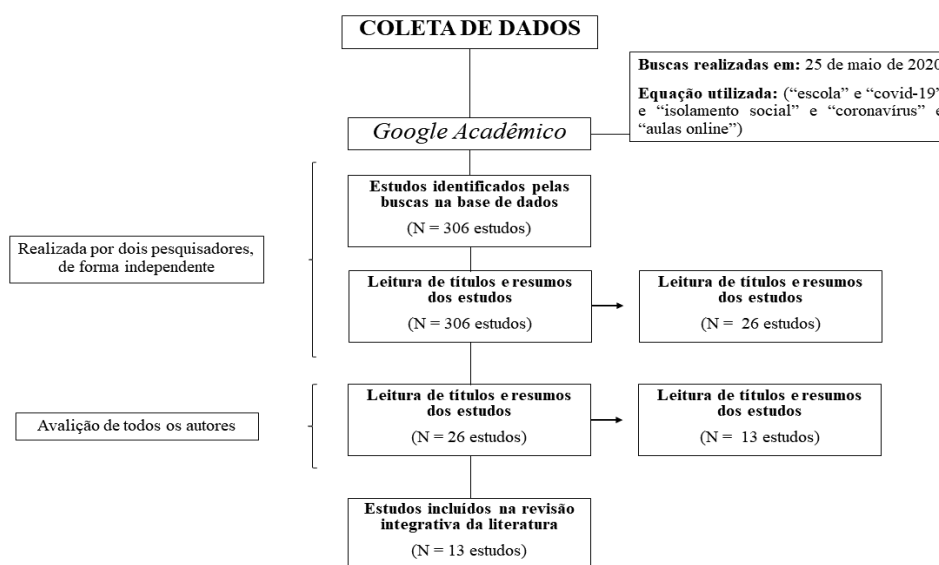 COLETA DE DADOS
Buscas realizadas em: 25 de maio de 2020
Equação utilizada: (“escola” e “covid-19”
e “isolamento social” e “coronavírus” e
“aulas online”)
Google Acadêmico
Estudos identificados pelas
buscas na base de dados
(N = 306 estudos)
Realizada por dois pesquisadores,
de forma independente
Leitura de títulos e resumos
dos estudos
(N = 306 estudos)
Leitura de títulos e resumos
dos estudos
(N = 26 estudos)
Avalição de todos os autores
Leitura de títulos e resumos
dos estudos
(N = 26 estudos)
Leitura de títulos e resumos
dos estudos
(N = 13 estudos)
Estudos incluídos na revisão
integrativa da literatura
(N = 13 estudos)